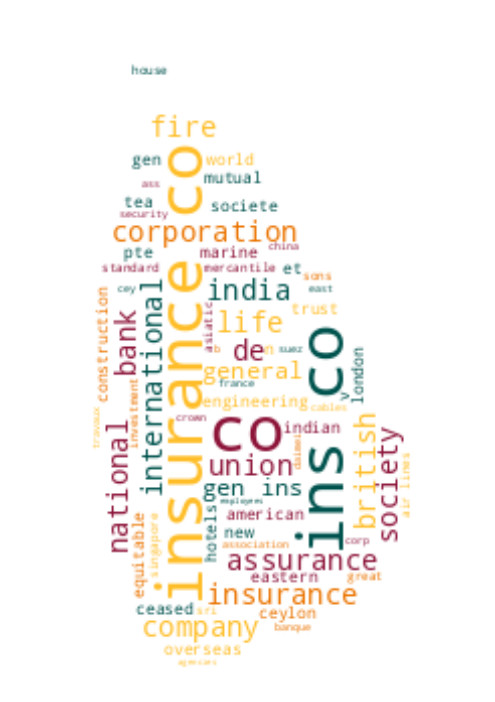 house
fire
co
gen
world
mutual
ass
tea
societe
security
corporation
china
pte
marine
standard
mercantile
et
sons
insurance
international
cey
india
east
construction
bank
asiatic
life
trust
b
de
n
suez
co
general
france
investment
london
v
engineering
cables
crown
co
indian
british
travaux
national
union
daimei
society
air lines
gen ins
ins
employees
hotels
american
new
equitable
singapore
association
corp
assurance
eastern
great
insurance
ceased
sri
ceylon
company
banque
overseas
agencies